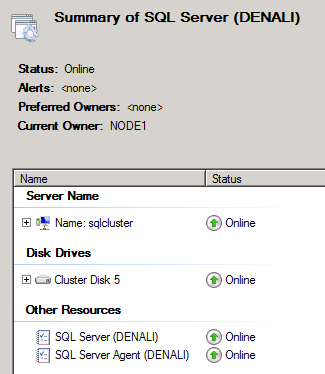 Summary of SQL Server (DENALI)
Status: Online
Alerts: <none>
Preferred Owners: <none>
Current Owner: NODE1
Name Status
Server Name
Name: sqlcluster Online
Disk Drives
Cluster Disk 5 Online
Other Resources
SQL Server (DENALI) Online
SQL Server Agent (DENALI) Online